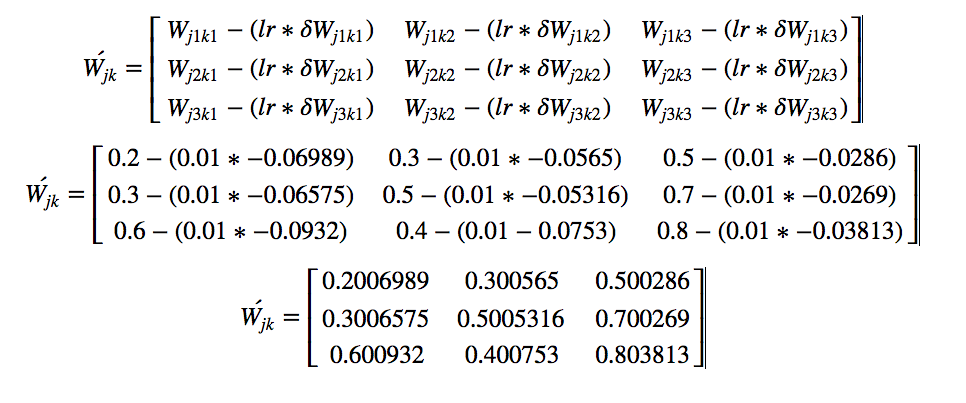 Ẃjk = [ Wj1k1 − (lr ∗ δWj1k1) Wj1k2 − (lr ∗ δWj1k2) Wj1k3 − (lr ∗ δWj1k3)
Wj2k1 − (lr ∗ δWj2k1) Wj2k2 − (lr ∗ δWj2k2) Wj2k3 − (lr ∗ δWj2k3)
Wj3k1 − (lr ∗ δWj3k1) Wj3k2 − (lr ∗ δWj3k2) Wj3k3 − (lr ∗ δWj3k3) ]
Ẃjk = [ 0.2 − (0.01 ∗ −0.06989) 0.3 − (0.01 ∗ −0.0565) 0.5 − (0.01 ∗ −0.0286)
0.3 − (0.01 ∗ −0.06575) 0.5 − (0.01 ∗ −0.05316) 0.7 − (0.01 ∗ −0.0269)
0.6 − (0.01 ∗ −0.0932) 0.4 − (0.01 − 0.0753) 0.8 − (0.01 ∗ −0.03813) ]
Ẃjk = [ 0.2006989 0.300565 0.500286
0.3006575 0.5005316 0.700269
0.600932 0.400753 0.803813 ]